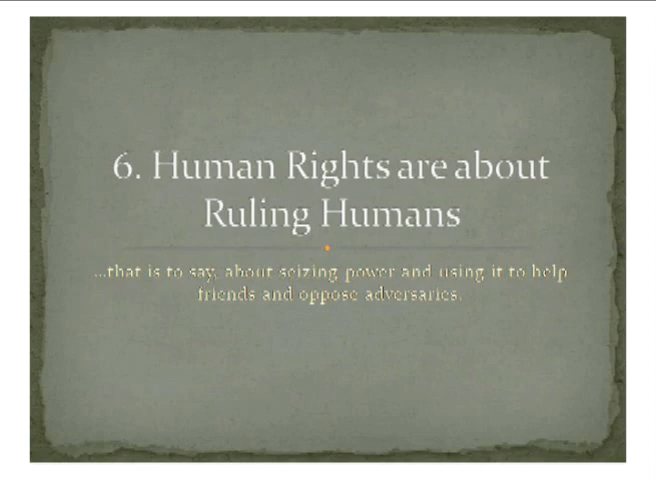 6. Human Rights are about
Ruling Humans
...that is to say, about seizing power and using it to help
friends and oppose adversaries.